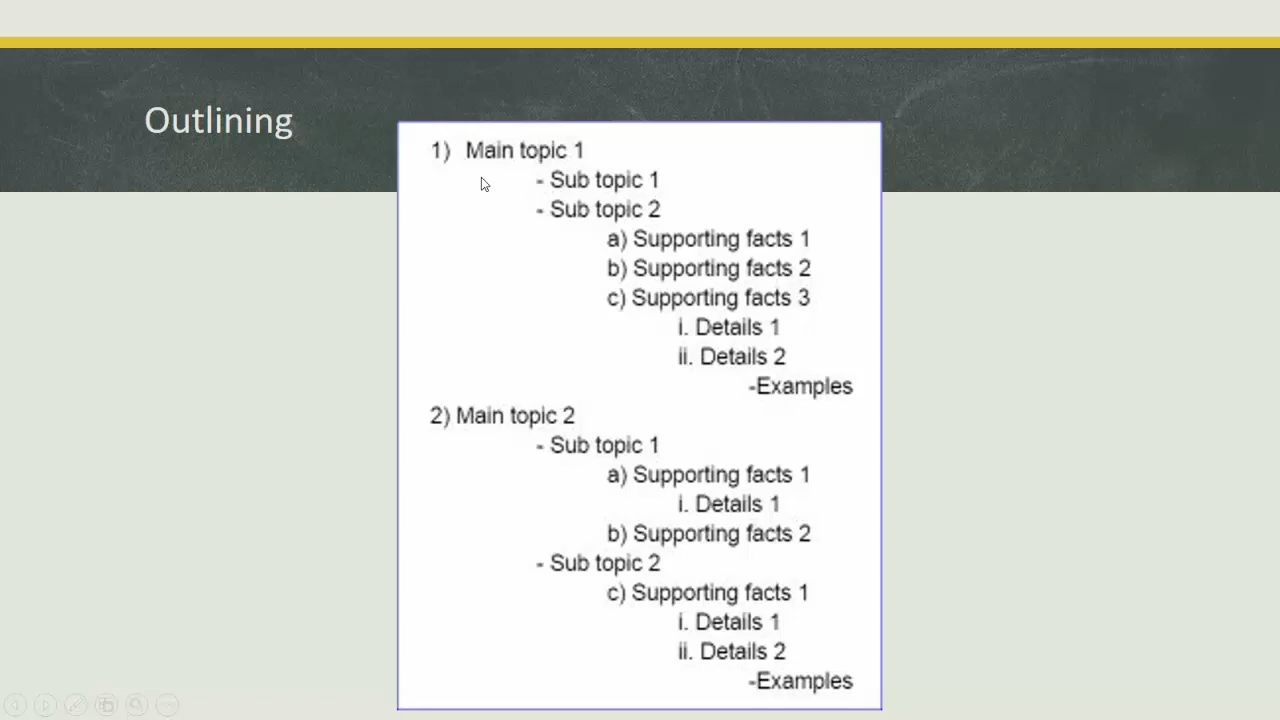 Outlining
1) Main topic 1
- Sub topic 1
- Sub topic 2
a) Supporting facts 1
b) Supporting facts 2
c) Supporting facts 3
i. Details 1
ii. Details 2
-Examples
2) Main topic 2
- Sub topic 1
a) Supporting facts 1
i. Details 1
b) Supporting facts 2
- Sub topic 2
c) Supporting facts 1
i. Details 1
ii. Details 2
-Examples